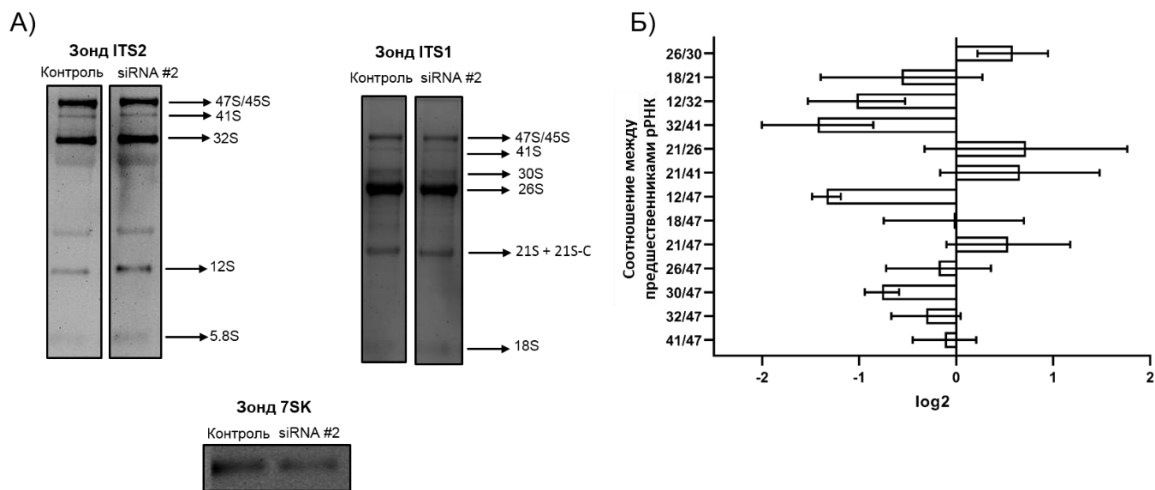 А)
Зонд ITS2
Контроль siRNA #2
47S/45S
41S
32S
12S
5.8S
Зонд ITS1
Контроль siRNA #2
47S/45S
41S
30S
26S
21S + 21S-C
18S
Зонд 7SK
Контроль siRNA #2
Б)
Соотношение между
предшественниками рРНК
26/30
18/21
12/32
32/41
21/26
21/41
12/47
18/47
21/47
26/47
30/47
32/47
41/47
-2 -1 0 1 2
log2